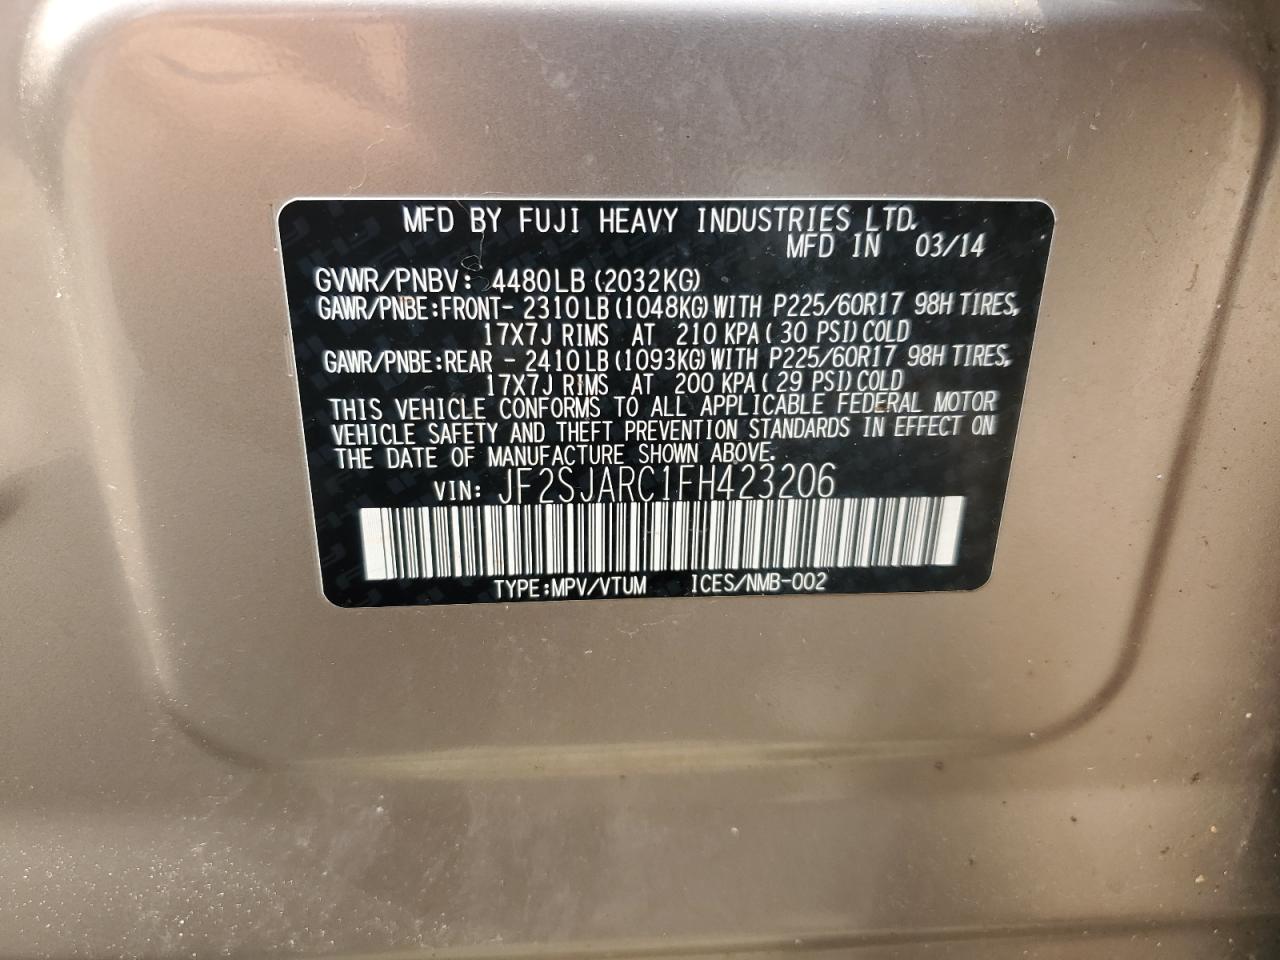 MFD BY FUJI HEAVY INDUSTRIES LTD.
MFD IN 03/14
GVWR/PNBV: 4480LB (2032KG)
GAWR/PNBE:FRONT- 2310LB (1048KG) WITH P225/60R17 98H TIRES,
17X7J RIMS AT 210 KPA ( 30 PSI) COLD
GAWR/PNBE:REAR - 2410LB (1093KG) WITH P225/60R17 98H TIRES,
17X7J RIMS AT 200 KPA ( 29 PSI) COLD
THIS VEHICLE CONFORMS TO ALL APPLICABLE FEDERAL MOTOR
VEHICLE SAFETY AND THEFT PREVENTION STANDARDS IN EFFECT ON
THE DATE OF MANUFACTURE SHOWN ABOVE.
VIN: JF2SJARC1FH423206
TYPE:MPV/VTUM ICES/NMB-002